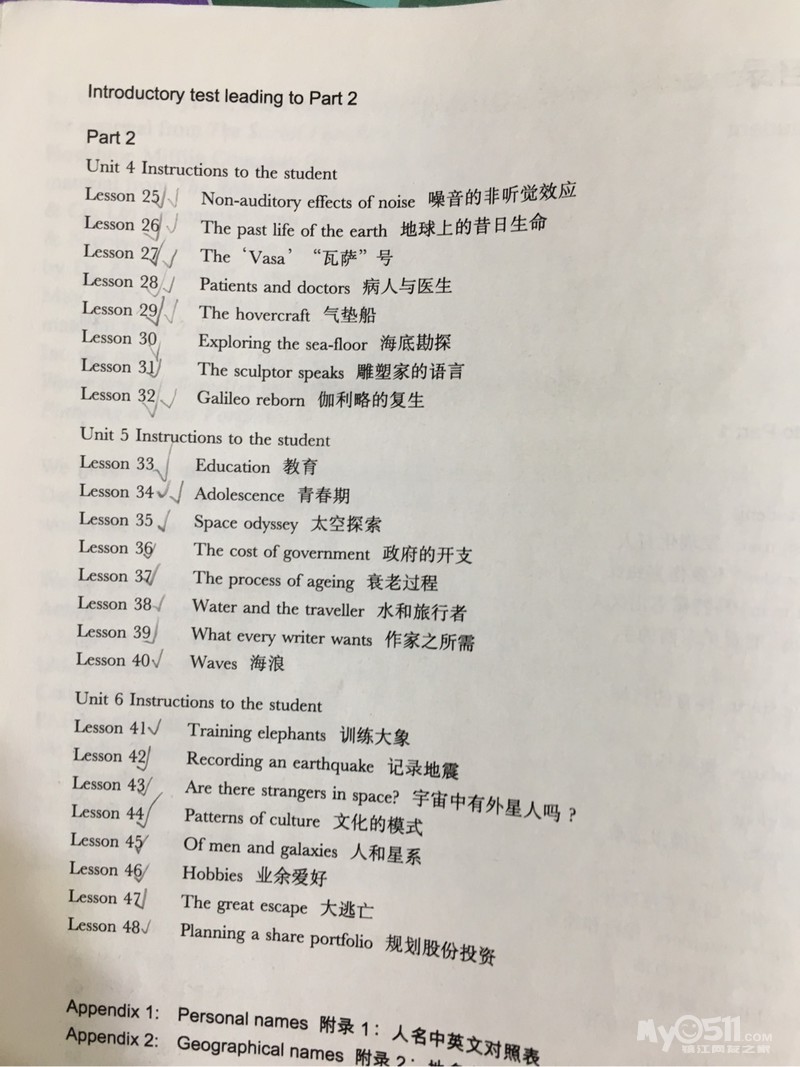 Introductory test leading to Part 2
Part 2
Unit 4 Instructions to the student
Lesson 25 Non-auditory effects of noise 噪音的非听觉效应
Lesson 26 The past life of the earth 地球上的昔日生命
Lesson 27 The ‘Vasa’ “瓦萨”号
Lesson 28 Patients and doctors 病人与医生
Lesson 29 The hovercraft 气垫船
Lesson 30 Exploring the sea-floor 海底勘探
Lesson 31 The sculptor speaks 雕塑家的语言
Lesson 32 Galileo reborn 伽利略的复生
Unit 5 Instructions to the student
Lesson 33 Education 教育
Lesson 34 Adolescence 青春期
Lesson 35 Space odyssey 太空探索
Lesson 36 The cost of government 政府的开支
Lesson 37 The process of ageing 衰老过程
Lesson 38 Water and the traveller 水和旅行者
Lesson 39 What every writer wants 作家之所需
Lesson 40 Waves 海浪
Unit 6 Instructions to the student
Lesson 41 Training elephants 训练大象
Lesson 42 Recording an earthquake 记录地震
Lesson 43 Are there strangers in space? 宇宙中有外星人吗？
Lesson 44 Patterns of culture 文化的模式
Lesson 45 Of men and galaxies 人和星系
Lesson 46 Hobbies 业余爱好
Lesson 47 The great escape 大逃亡
Lesson 48 Planning a share portfolio 规划股份投资
Appendix 1: Personal names 附录1：人名中英文对照表
Appendix 2: Geographical names 附录2：地
My0511.com
镇江网友之家